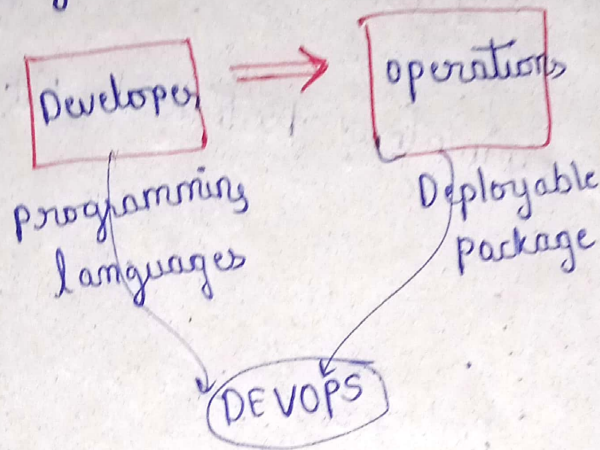 Developer
operations
programming
languages
Deployable
package
DEVOPS